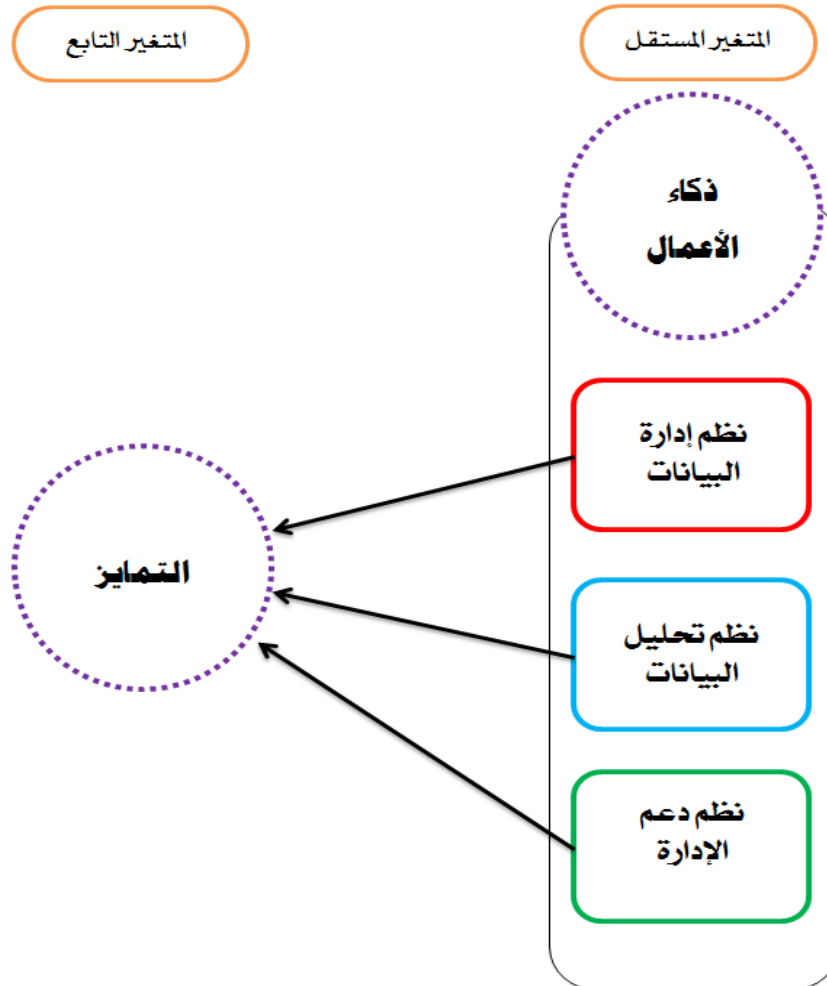 المتغير المستقل
المتغير التابع
ذكاء
الأعمال
نظم إدارة
البيانات
التمايز
نظم تحليل
البيانات
نظم دعم
الإدارة